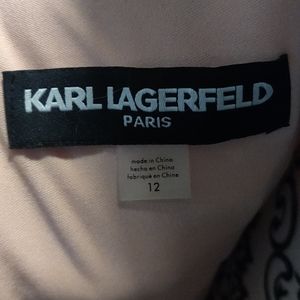 KARL LAGERFELD
PARIS
made in China
hecho en China
fabriqué en Chine
12